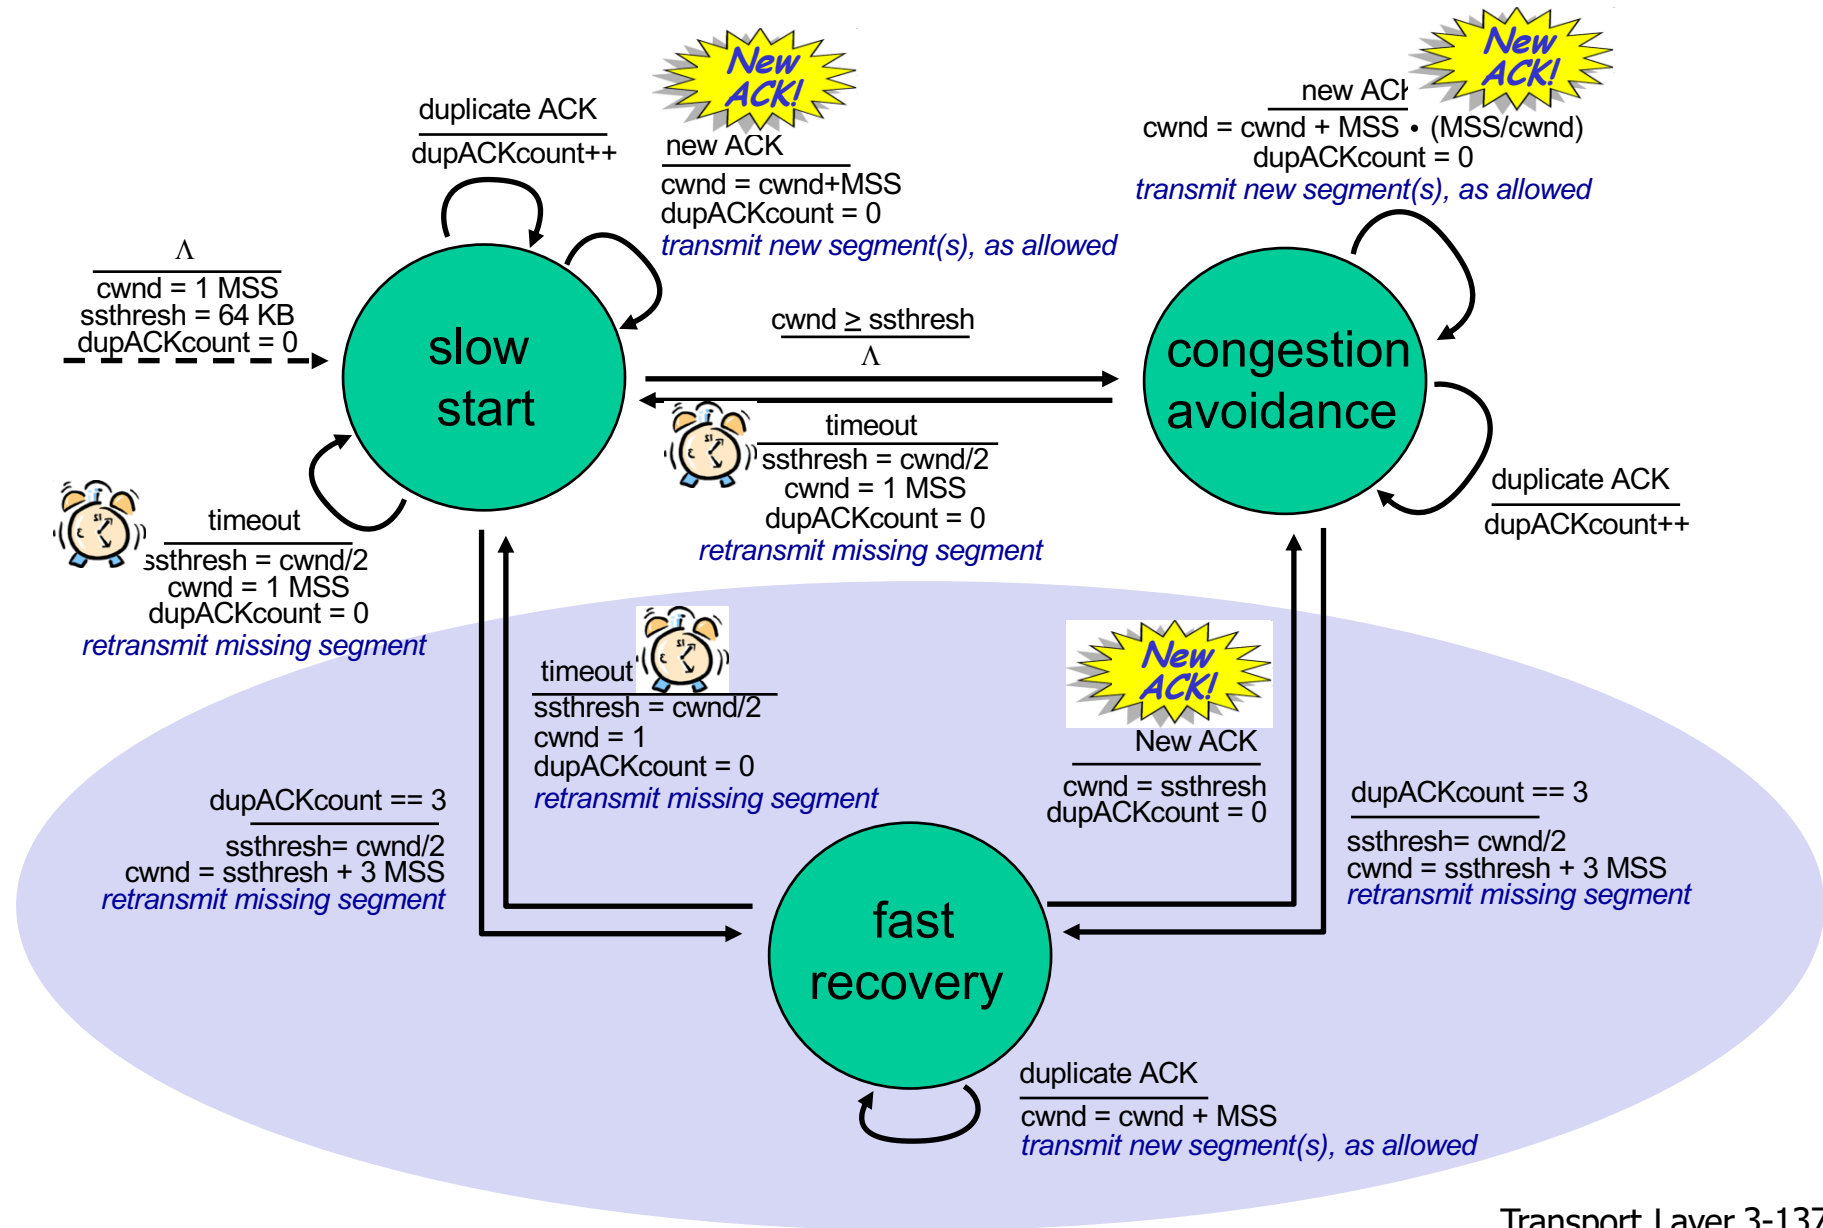 New
ACK!
duplicate ACK
dupACKcount++
new ACK
cwnd = cwnd+MSS
dupACKcount = 0
transmit new segment(s), as allowed
New
ACK!
new ACK
cwnd = cwnd + MSS • (MSS/cwnd)
dupACKcount = 0
transmit new segment(s), as allowed
Λ
cwnd = 1 MSS
ssthresh = 64 KB
dupACKcount = 0
slow
start
cwnd ≥ ssthresh
Λ
congestion
avoidance
timeout
ssthresh = cwnd/2
cwnd = 1 MSS
dupACKcount = 0
retransmit missing segment
duplicate ACK
dupACKcount++
timeout
ssthresh = cwnd/2
cwnd = 1 MSS
dupACKcount = 0
retransmit missing segment
timeout
ssthresh = cwnd/2
cwnd = 1
dupACKcount = 0
retransmit missing segment
New
ACK!
New ACK
cwnd = ssthresh
dupACKcount = 0
dupACKcount == 3
ssthresh= cwnd/2
cwnd = ssthresh + 3 MSS
retransmit missing segment
dupACKcount == 3
ssthresh= cwnd/2
cwnd = ssthresh + 3 MSS
retransmit missing segment
fast
recovery
duplicate ACK
cwnd = cwnd + MSS
transmit new segment(s), as allowed
Transport Layer 3-137